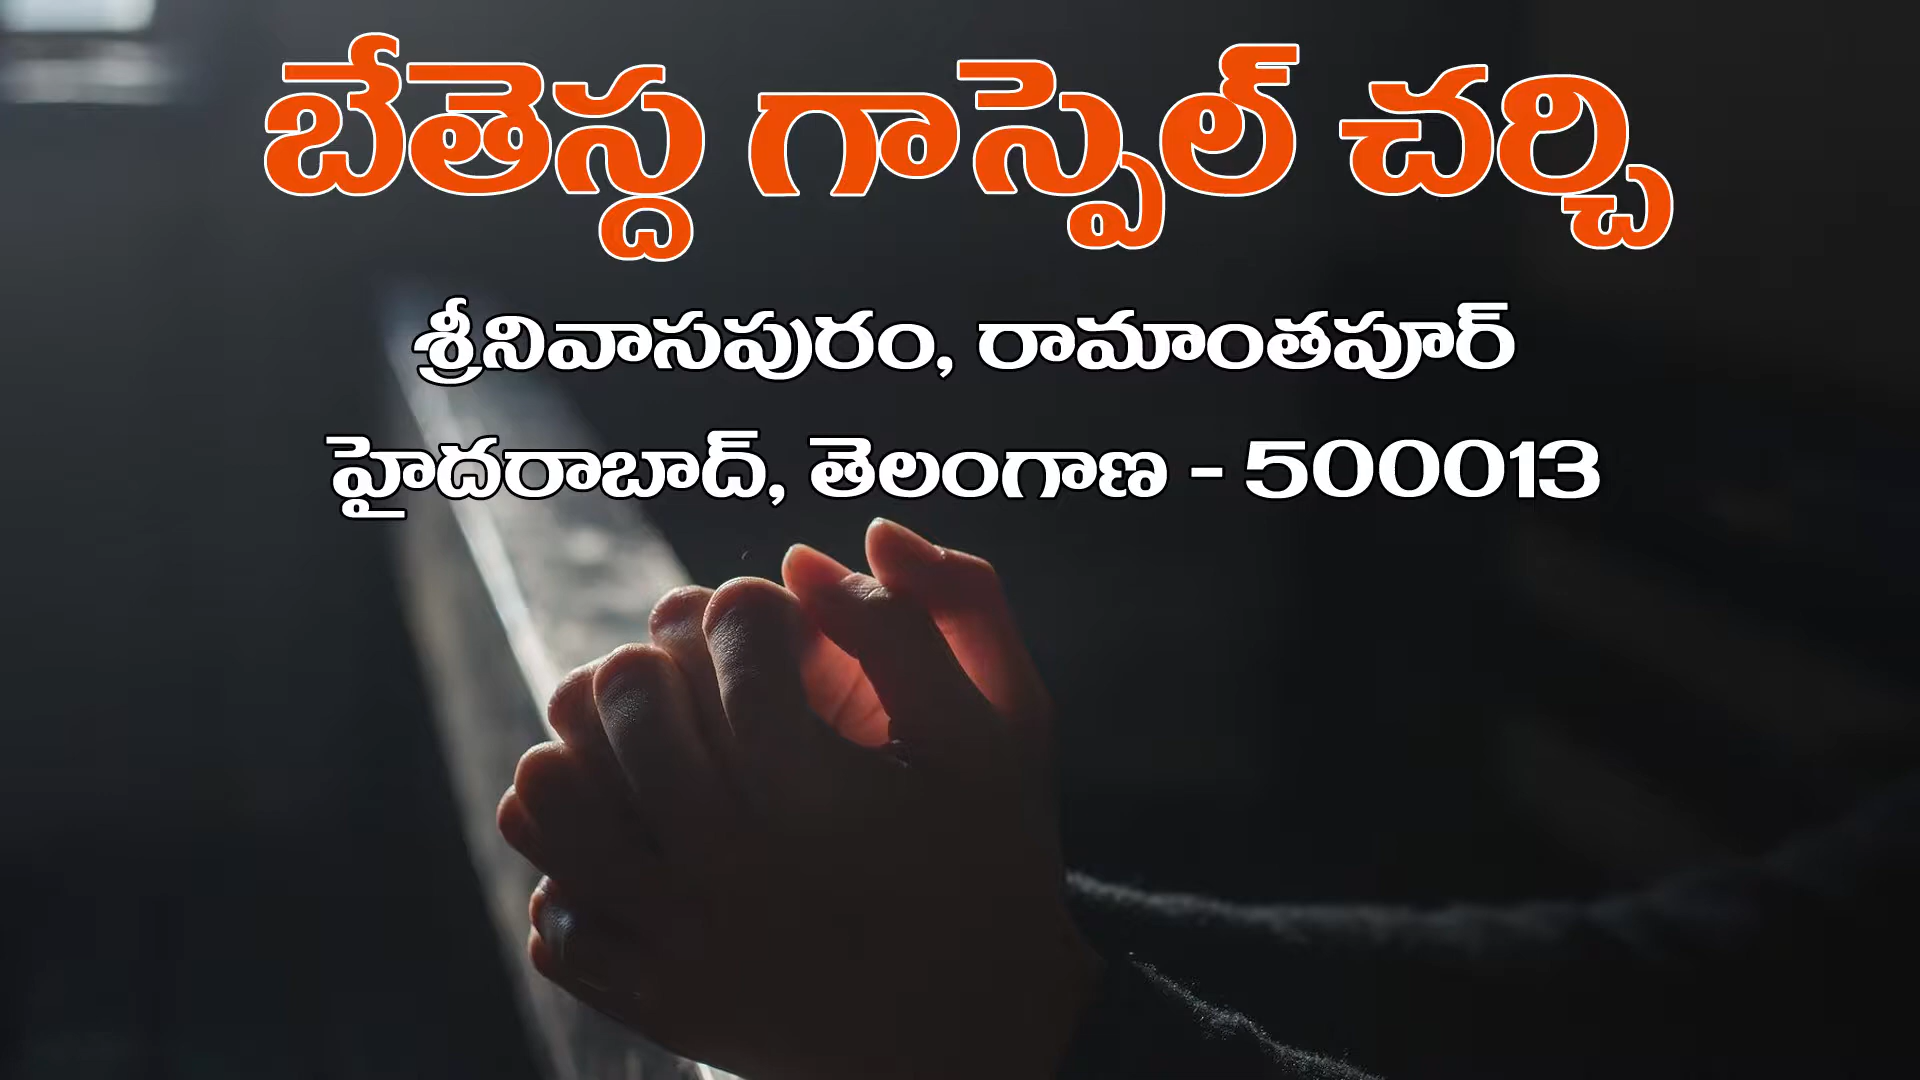 బేతెస్ద గాస్పెల్ చర్చి
శ్రీనివాసపురం, రామాంతపూర్
హైదరాబాద్, తెలంగాణ - 500013